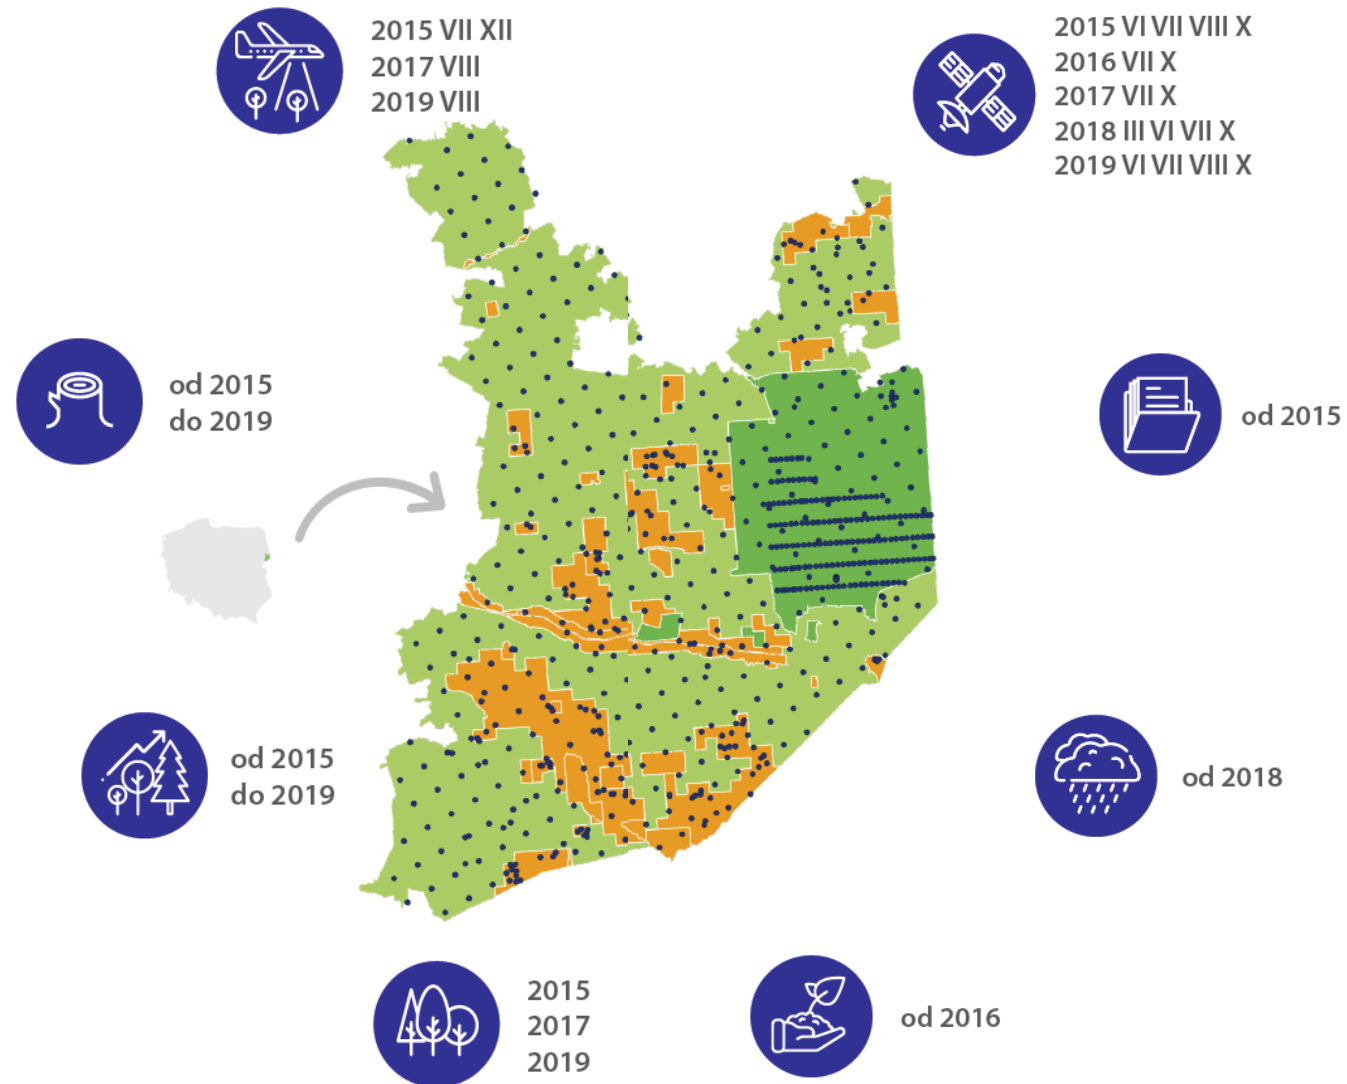 2015 VII XII
2017 VIII
2019 VIII
2015 VI VII VIII X
2016 VII X
2017 VII X
2018 III VI VII X
2019 VI VII VIII X
od 2015
do 2019
od 2015
od 2015
do 2019
od 2018
2015
2017
2019
od 2016